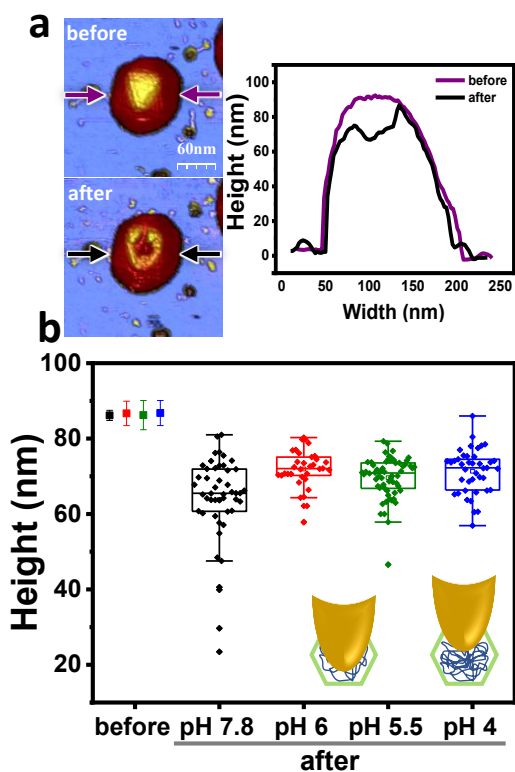 a
before
60nm
after
before
after
Height (nm)
100
80
60
40
20
0
0
50
100
150
200
250
Width (nm)
b
Height (nm)
100
80
60
40
20
before
pH 7.8
pH 6
pH 5.5
pH 4
after